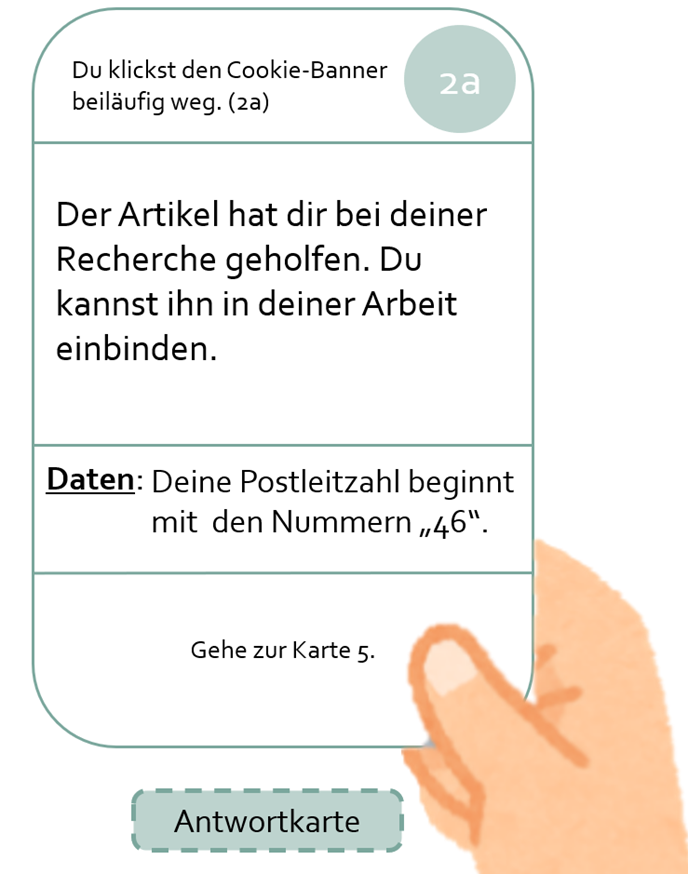 Du klickst den Cookie-Banner
beiläufig weg. (2a)
2a
Der Artikel hat dir bei deiner
Recherche geholfen. Du
kannst ihn in deiner Arbeit
einbinden.
Daten: Deine Postleitzahl beginnt
mit den Nummern „46“.
Gehe zur Karte 5.
Antwortkarte